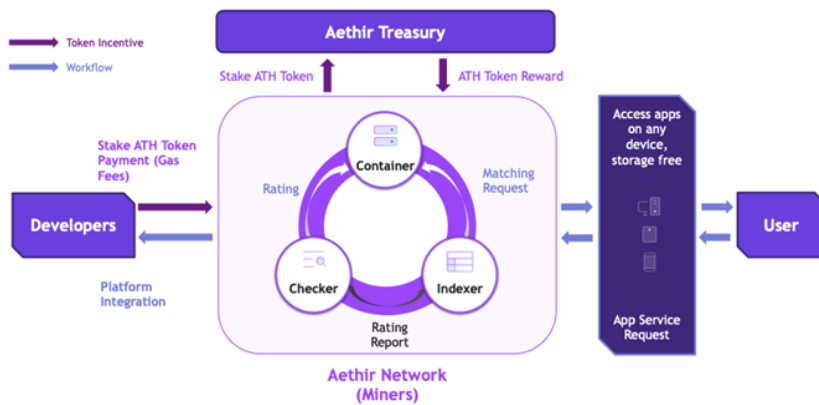 Aethir Treasury
Token Incentive
Workflow
Stake ATH Token
ATH Token Reward
Stake ATH Token
Payment (Gas
Fees)
Developers
Platform
Integration
Container
Rating
Matching
Request
Checker
Indexer
Rating
Report
Aethir Network
(Miners)
Access apps
on any
device,
storage free
App Service
Request
User